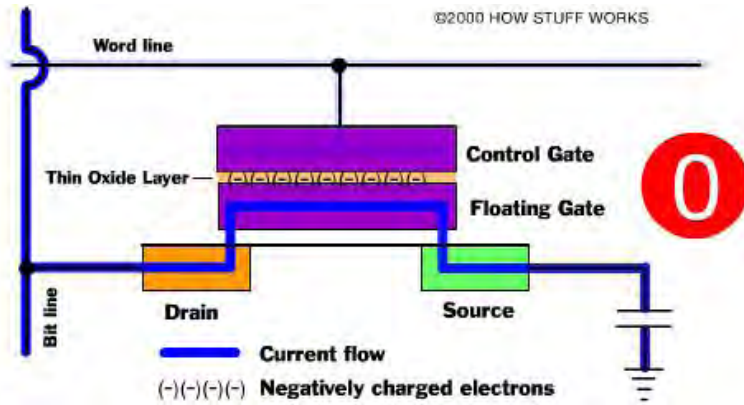 ©2000 HOW STUFF WORKS
Word line
Control Gate
Thin Oxide Layer
(-)(-)(-)(-)(-)(-)(-)(-)(-)
Floating Gate
0
Bit line
Drain
Source
Current flow
(-)(-)(-)(-) Negatively charged electrons